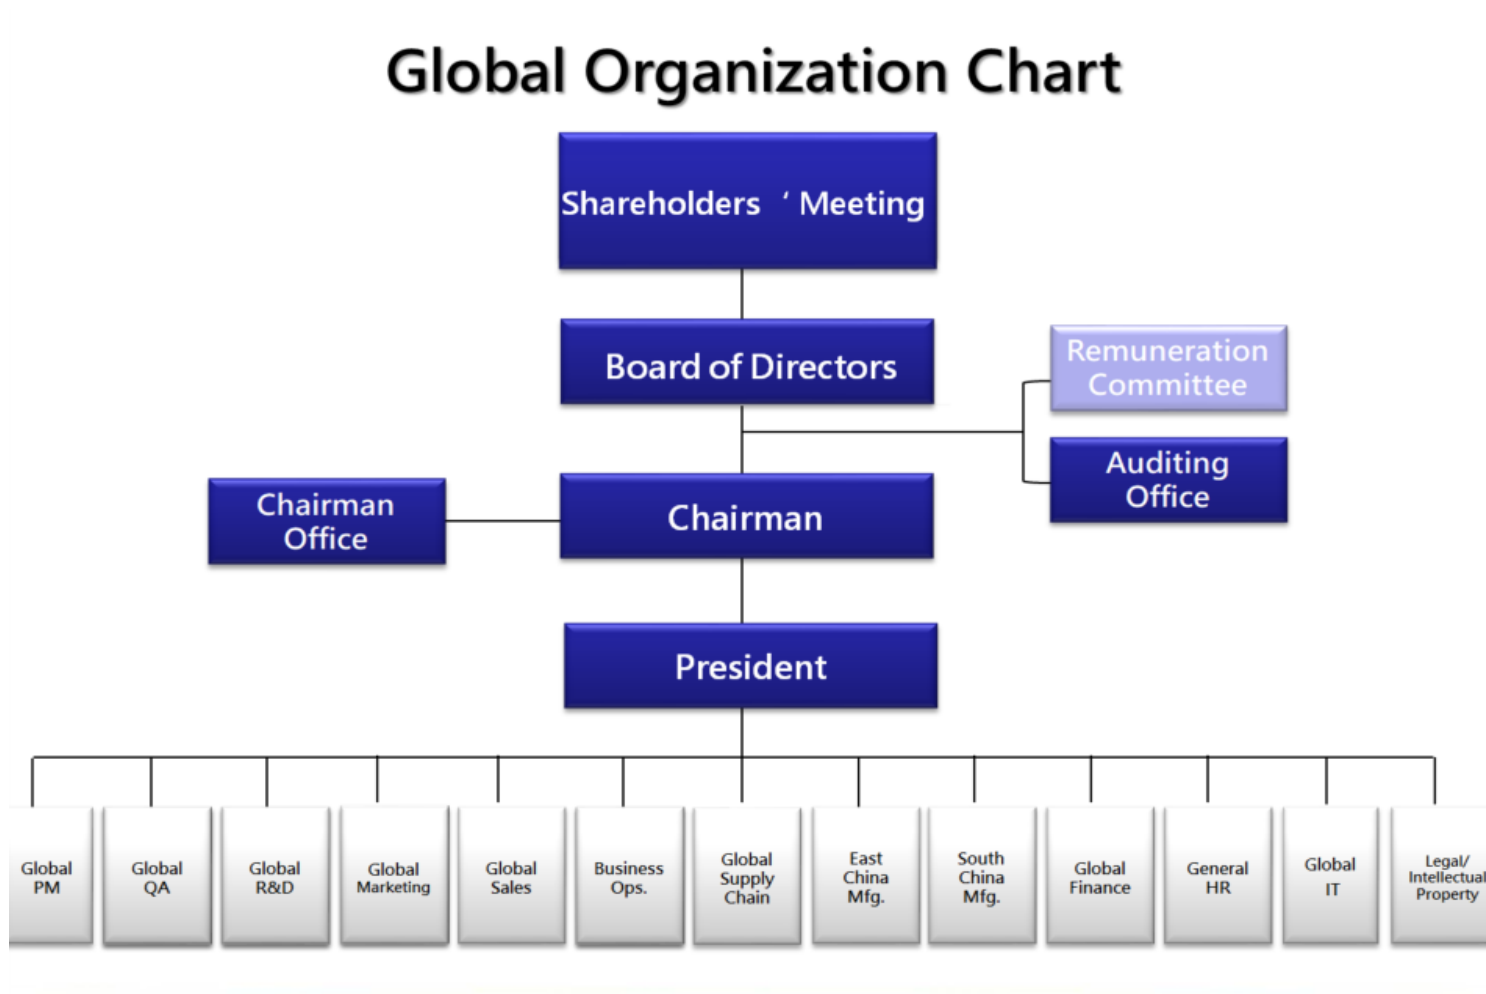 Global Organization Chart
Shareholders ‘ Meeting
Board of Directors
Remuneration
Committee
Auditing
Office
Chairman
Office
Chairman
President
Global
PM
Global
QA
Global
R&D
Global
Marketing
Global
Sales
Business
Ops.
Global
Supply
Chain
East
China
Mfg.
South
China
Mfg.
Global
Finance
General
HR
Global
IT
Legal/
Intellectual
Property